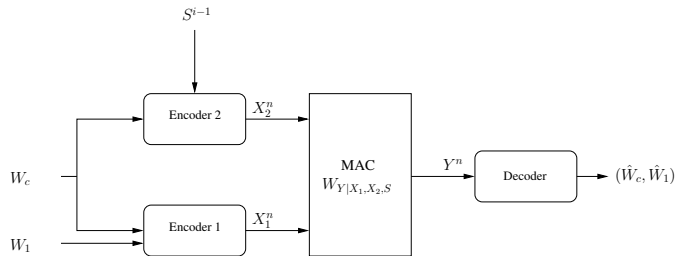 S^{i-1}
Encoder 2
X_2^n
MAC
W_{Y|X_1,X_2,S}
Y^n
Decoder
(\hat{W}_c, \hat{W}_1)
W_c
Encoder 1
X_1^n
W_1